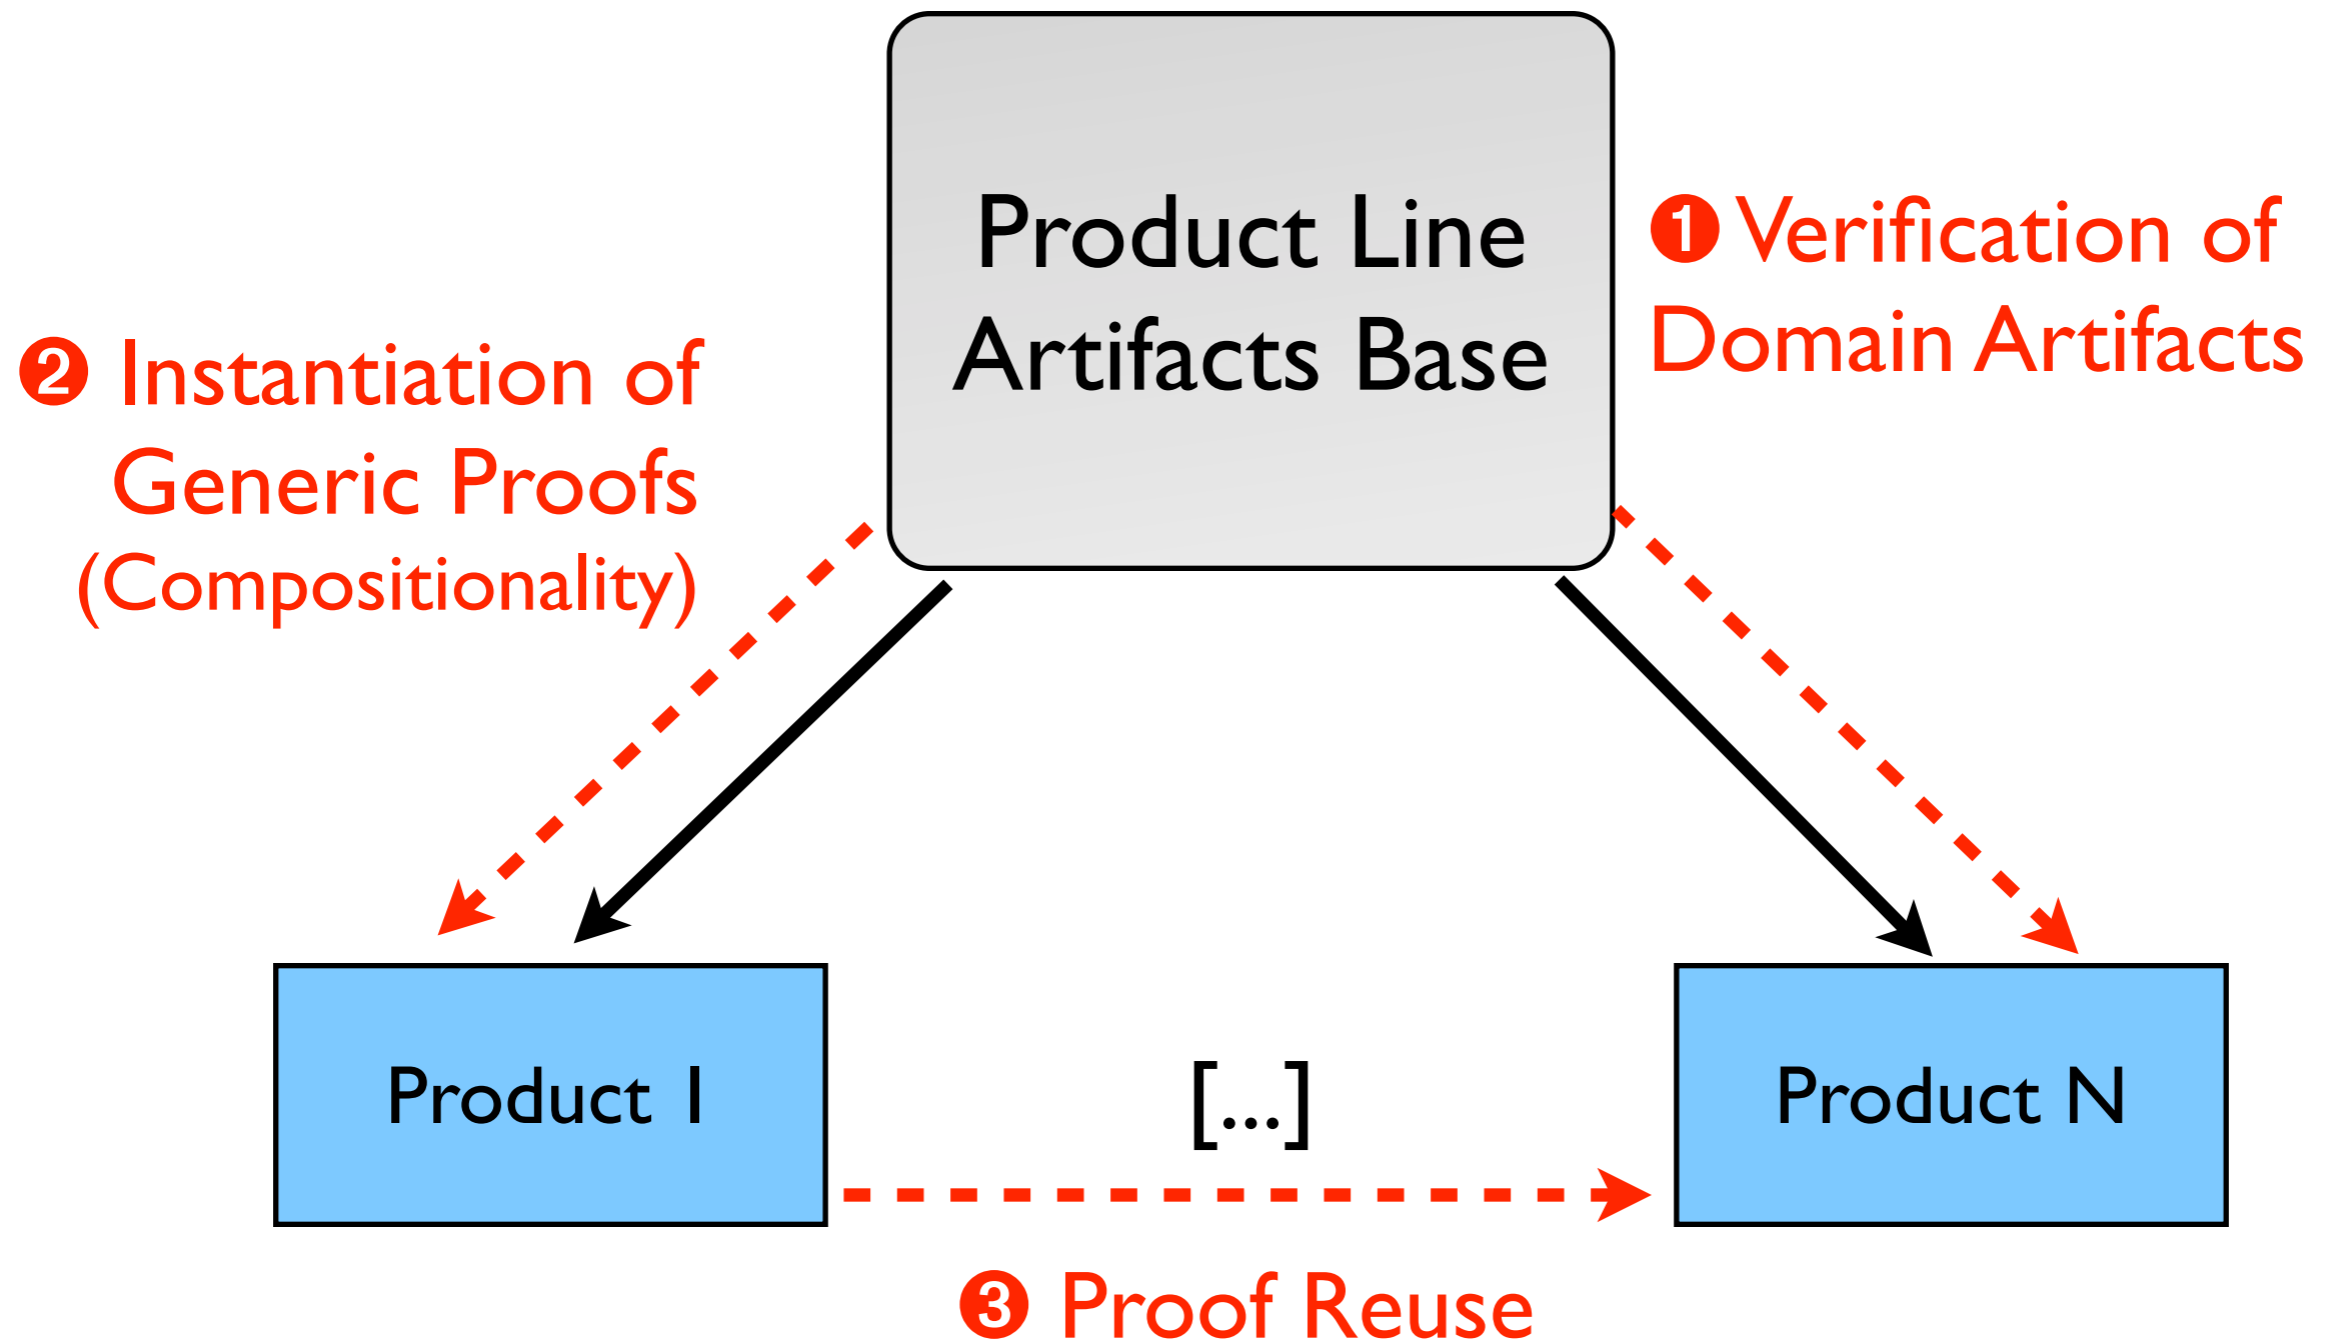 Product Line
Artifacts Base
❶ Verification of
Domain Artifacts
❷ Instantiation of
Generic Proofs
(Compositionality)
Product 1
[...]
Product N
❸ Proof Reuse